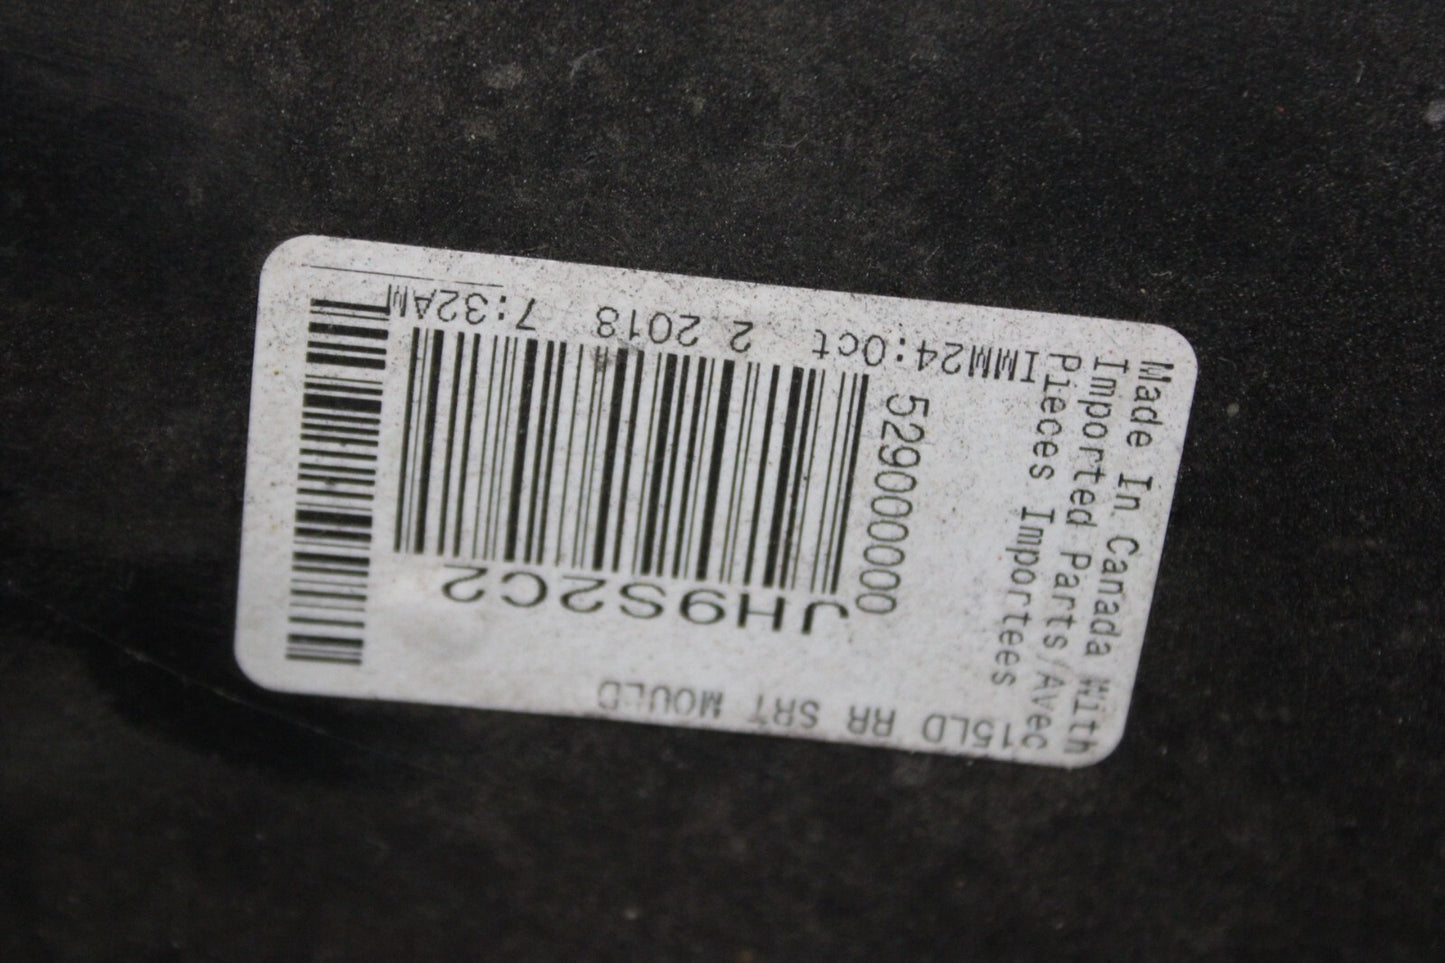 115LD RR SRT MOULD
JH9S2C2
529000000
IMM24:Oct 2 2018 7:32AM
Made In Canada With
Imported Parts/Avec
Pieces Importees